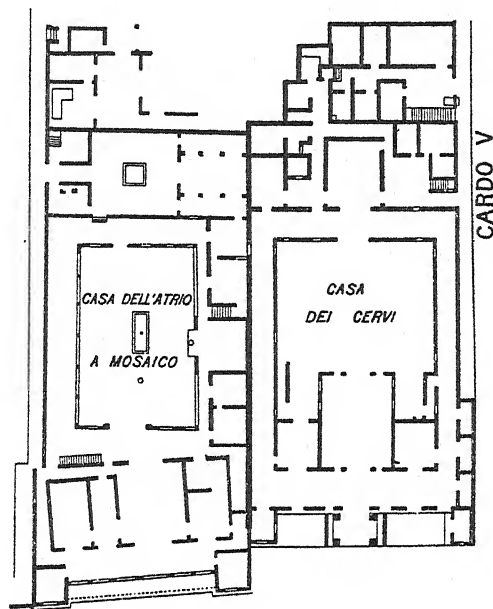 CASA DELL'ATRIO
A MOSAICO
CASA
DEI CERVI
CARDO V